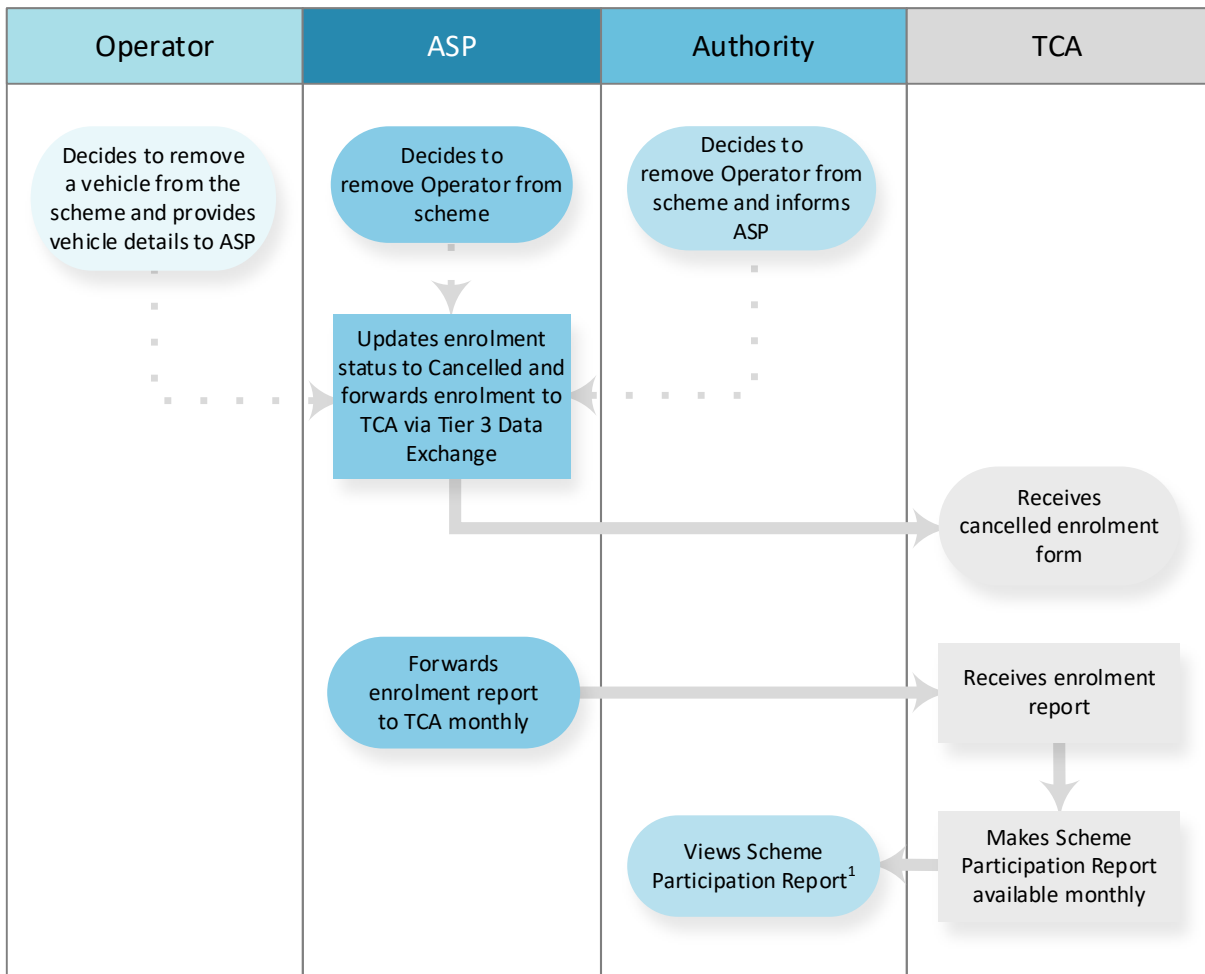 Operator
ASP
Authority
TCA
Decides to remove
a vehicle from the
scheme and provides
vehicle details to ASP
Decides to
remove Operator from
scheme
Decides to
remove Operator from
scheme and informs
ASP
Updates enrolment
status to Cancelled and
forwards enrolment to
TCA via Tier 3 Data
Exchange
Receives
cancelled enrolment
form
Forwards
enrolment report
to TCA monthly
Receives enrolment
report
Makes Scheme
Participation Report
available monthly
Views Scheme
Participation Report¹